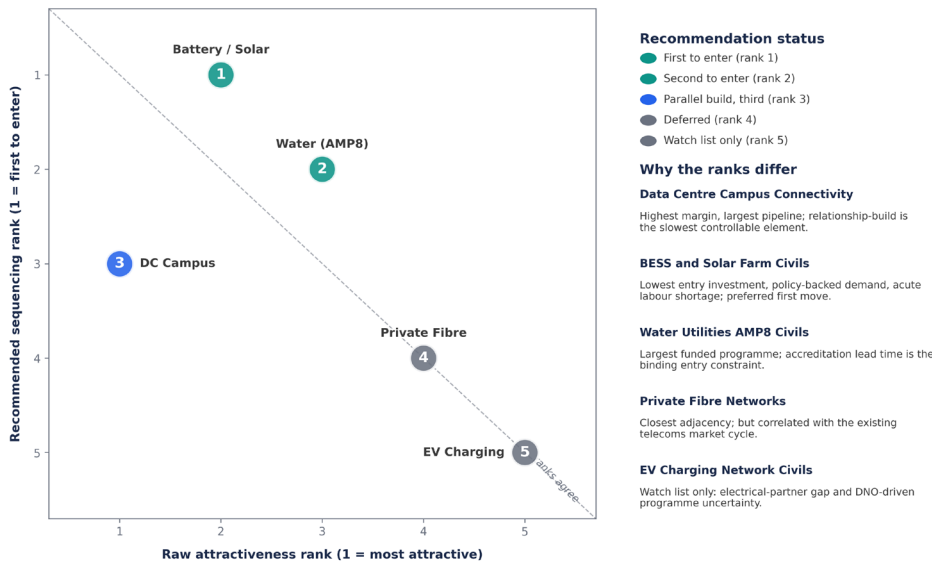 Battery / Solar
1
Water (AMP8)
2
3
DC Campus
Private Fibre
4
EV Charging
5
anks agree
1
2
3
4
5
Recommended sequencing rank (1 = first to enter)
1
2
3
4
5
Raw attractiveness rank (1 = most attractive)
Recommendation status
First to enter (rank 1)
Second to enter (rank 2)
Parallel build, third (rank 3)
Deferred (rank 4)
Watch list only (rank 5)
Why the ranks differ
Data Centre Campus Connectivity
Highest margin, largest pipeline; relationship-build is
the slowest controllable element.
BESS and Solar Farm Civils
Lowest entry investment, policy-backed demand, acute
labour shortage; preferred first move.
Water Utilities AMP8 Civils
Largest funded programme; accreditation lead time is the
binding entry constraint.
Private Fibre Networks
Closest adjacency; but correlated with the existing
telecoms market cycle.
EV Charging Network Civils
Watch list only: electrical-partner gap and DNO-driven
programme uncertainty.